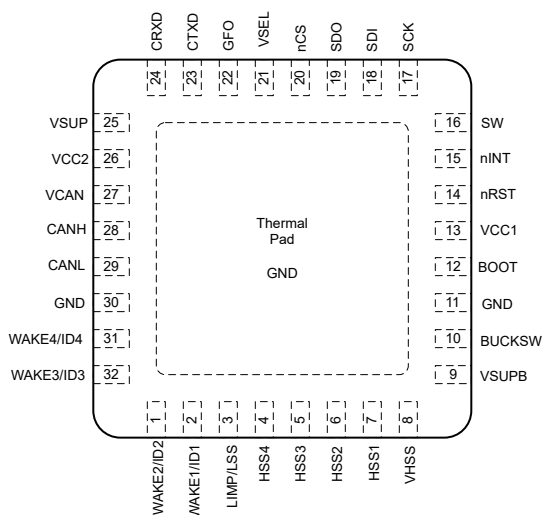 CRXD
CTXD
GFO
VSEL
nCS
SDO
SDI
SCK
24
23
22
21
20
19
18
17
VSUP 25
VCC2 26
VCAN 27
CANH 28
CANL 29
GND 30
WAKE4/ID4 31
WAKE3/ID3 32
Thermal
Pad
GND
16 SW
15 nINT
14 nRST
13 VCC1
12 BOOT
11 GND
10 BUCKSW
9 VSUPB
1
2
3
4
5
6
7
8
WAKE2/ID2
WAKE1/ID1
LIMP/LSS
HSS4
HSS3
HSS2
HSS1
VHSS